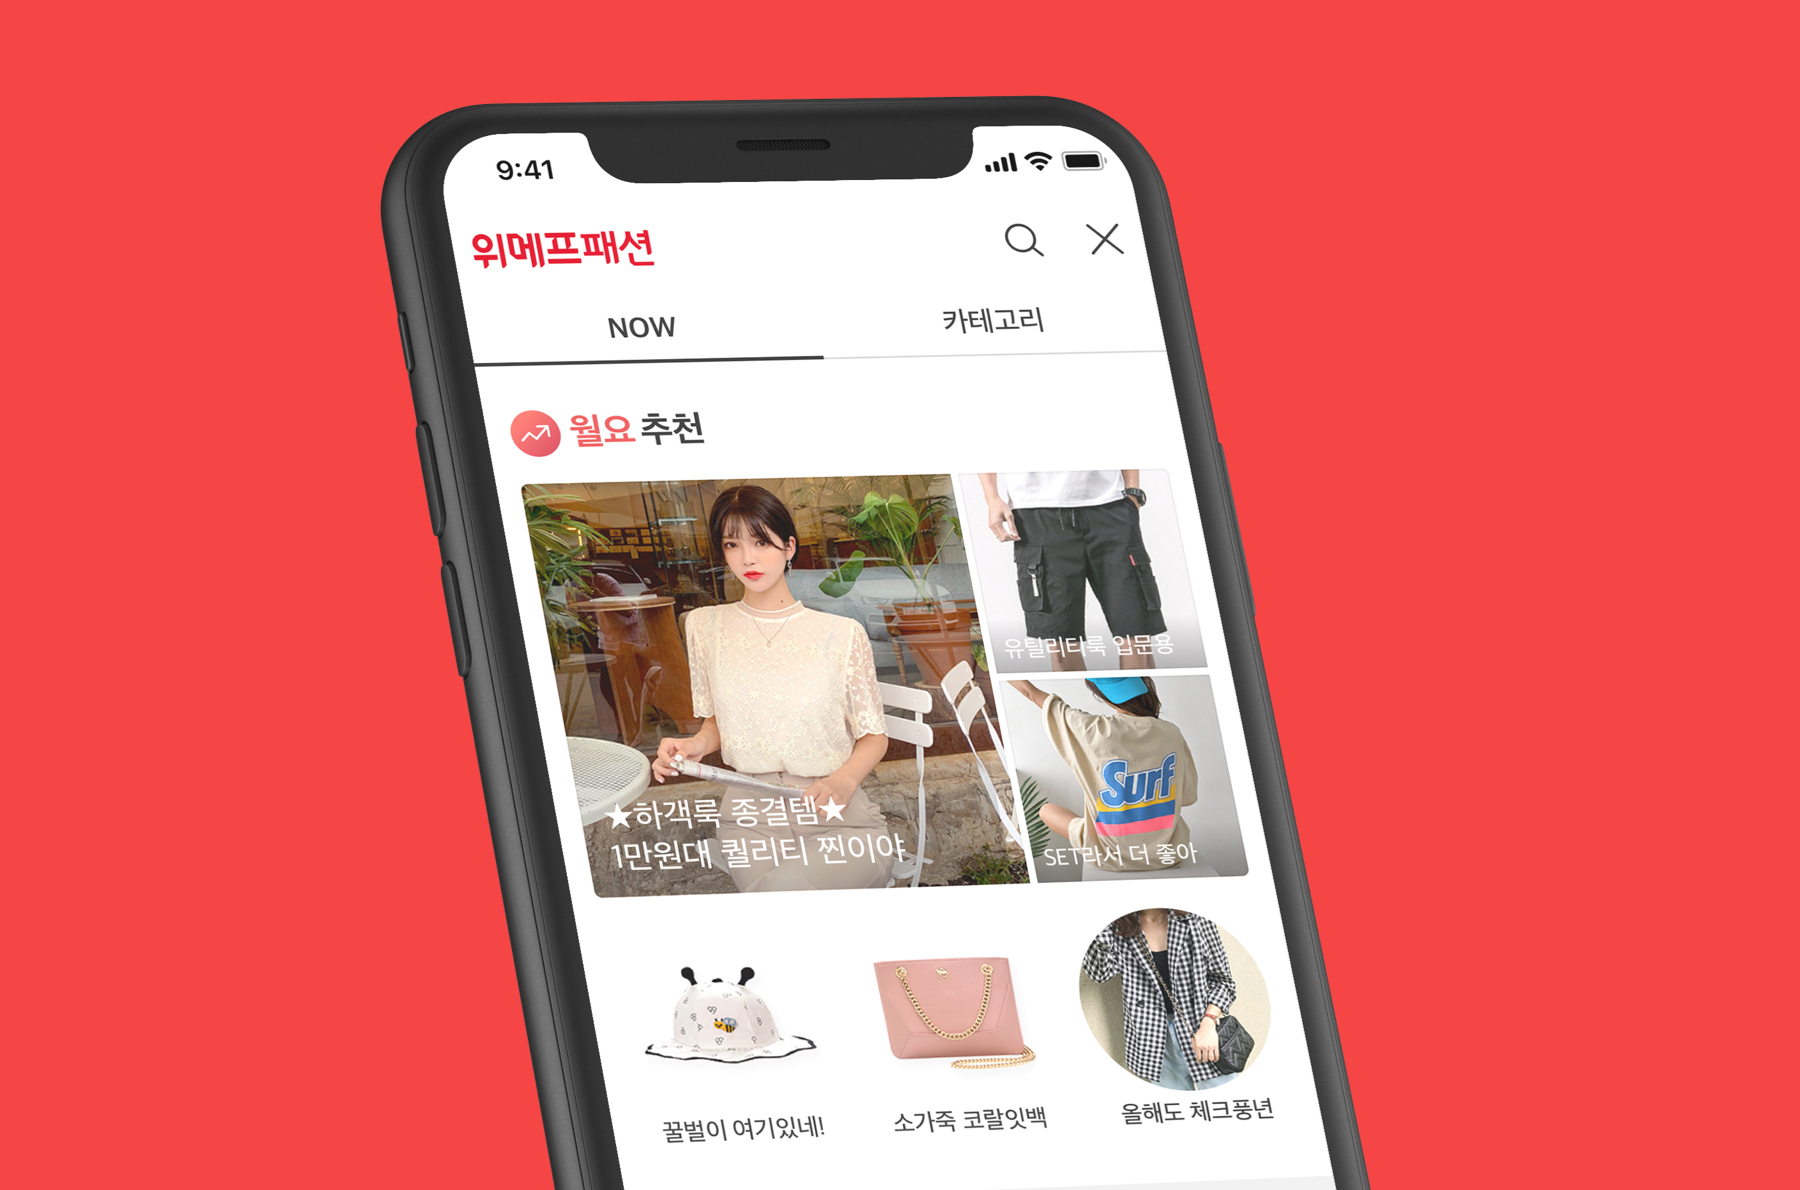 9:41
위메프패션
NOW
카테고리
월요 추천
★하객룩 종결템★
1만원대 퀄리티 찐이야
유틸리티룩 입문용
Surf
SET라서 더 좋아
꿀벌이 여기있네!
소가죽 코랄잇백
올해도 체크풍년